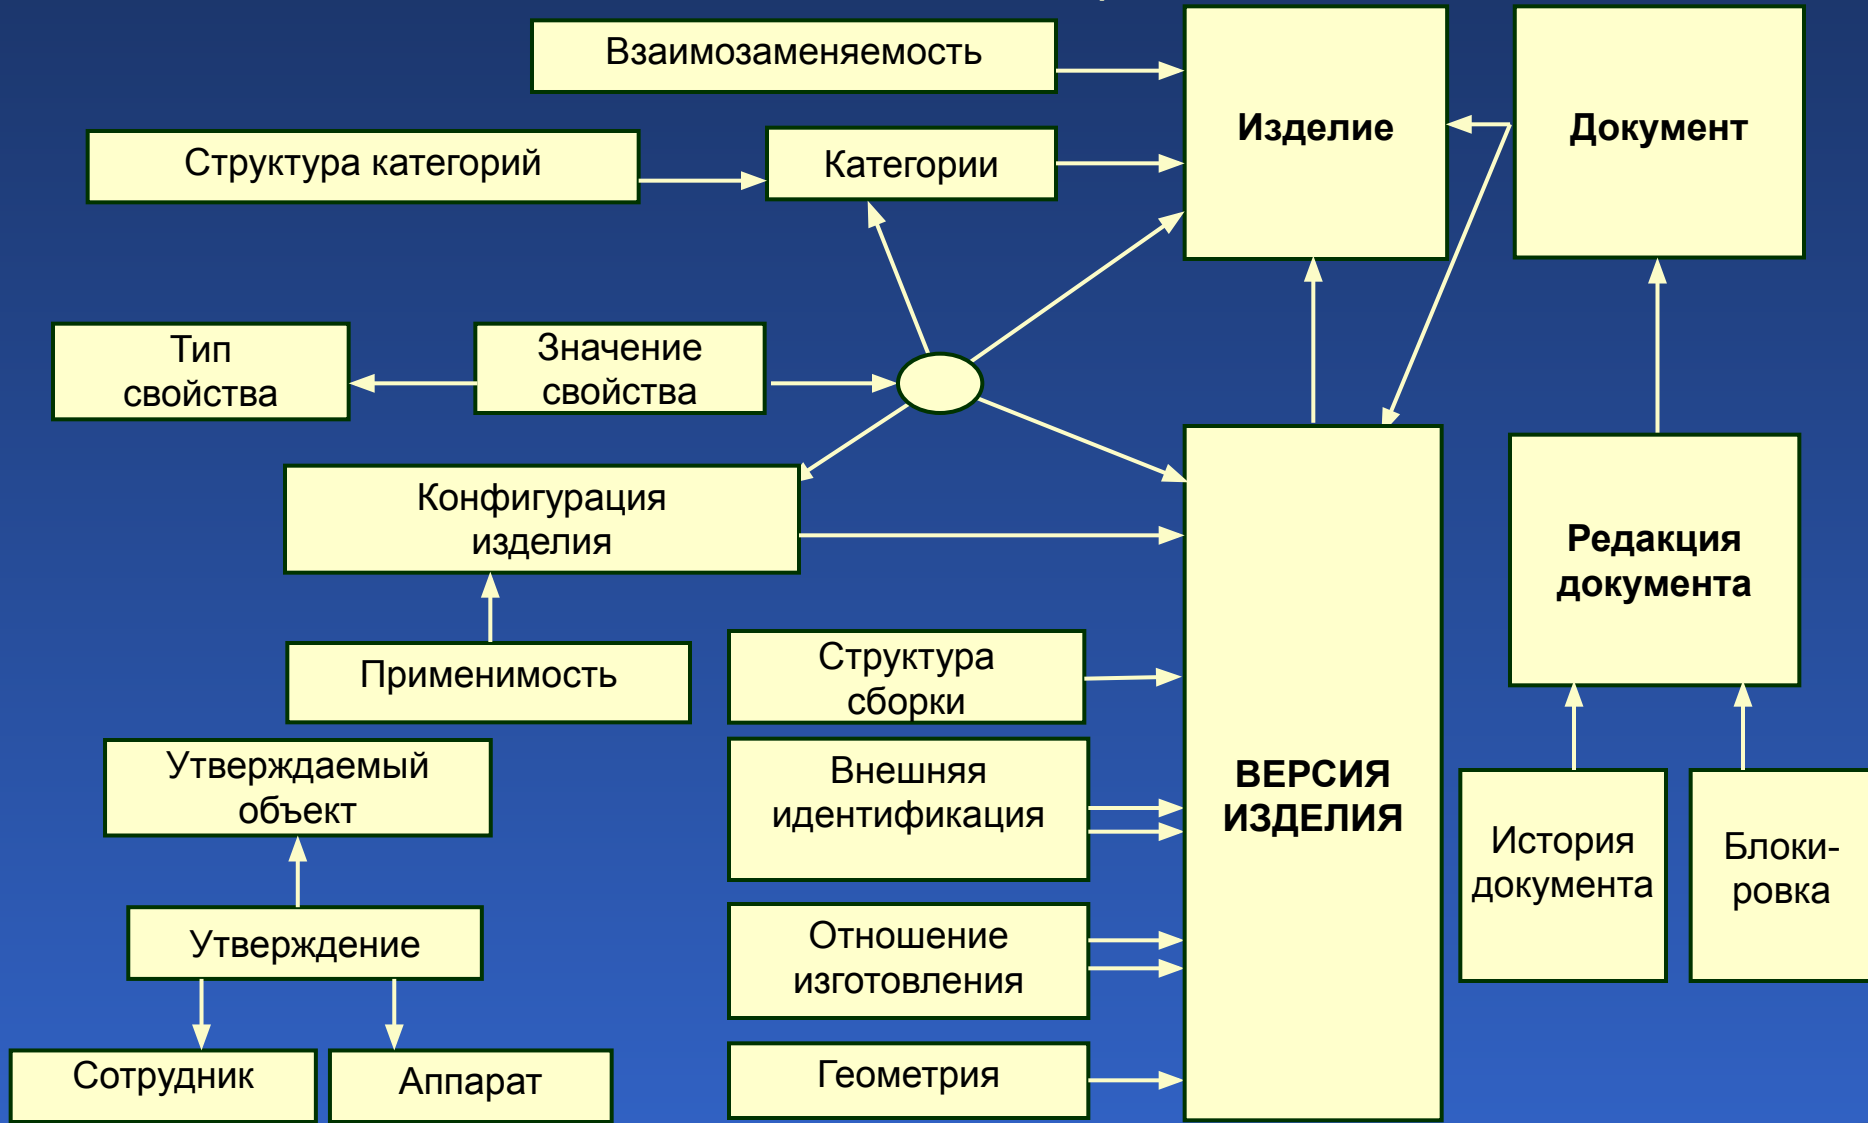 Взаимозаменяемость
Изделие
Документ
Структура категорий
Категории
Тип
свойства
Значение
свойства
Конфигурация
изделия
Редакция
документа
Применимость
Структура
сборки
Утверждаемый
объект
Внешняя
идентификация
ВЕРСИЯ
ИЗДЕЛИЯ
История
документа
Блоки-
ровка
Утверждение
Отношение
изготовления
Сотрудник
Аппарат
Геометрия